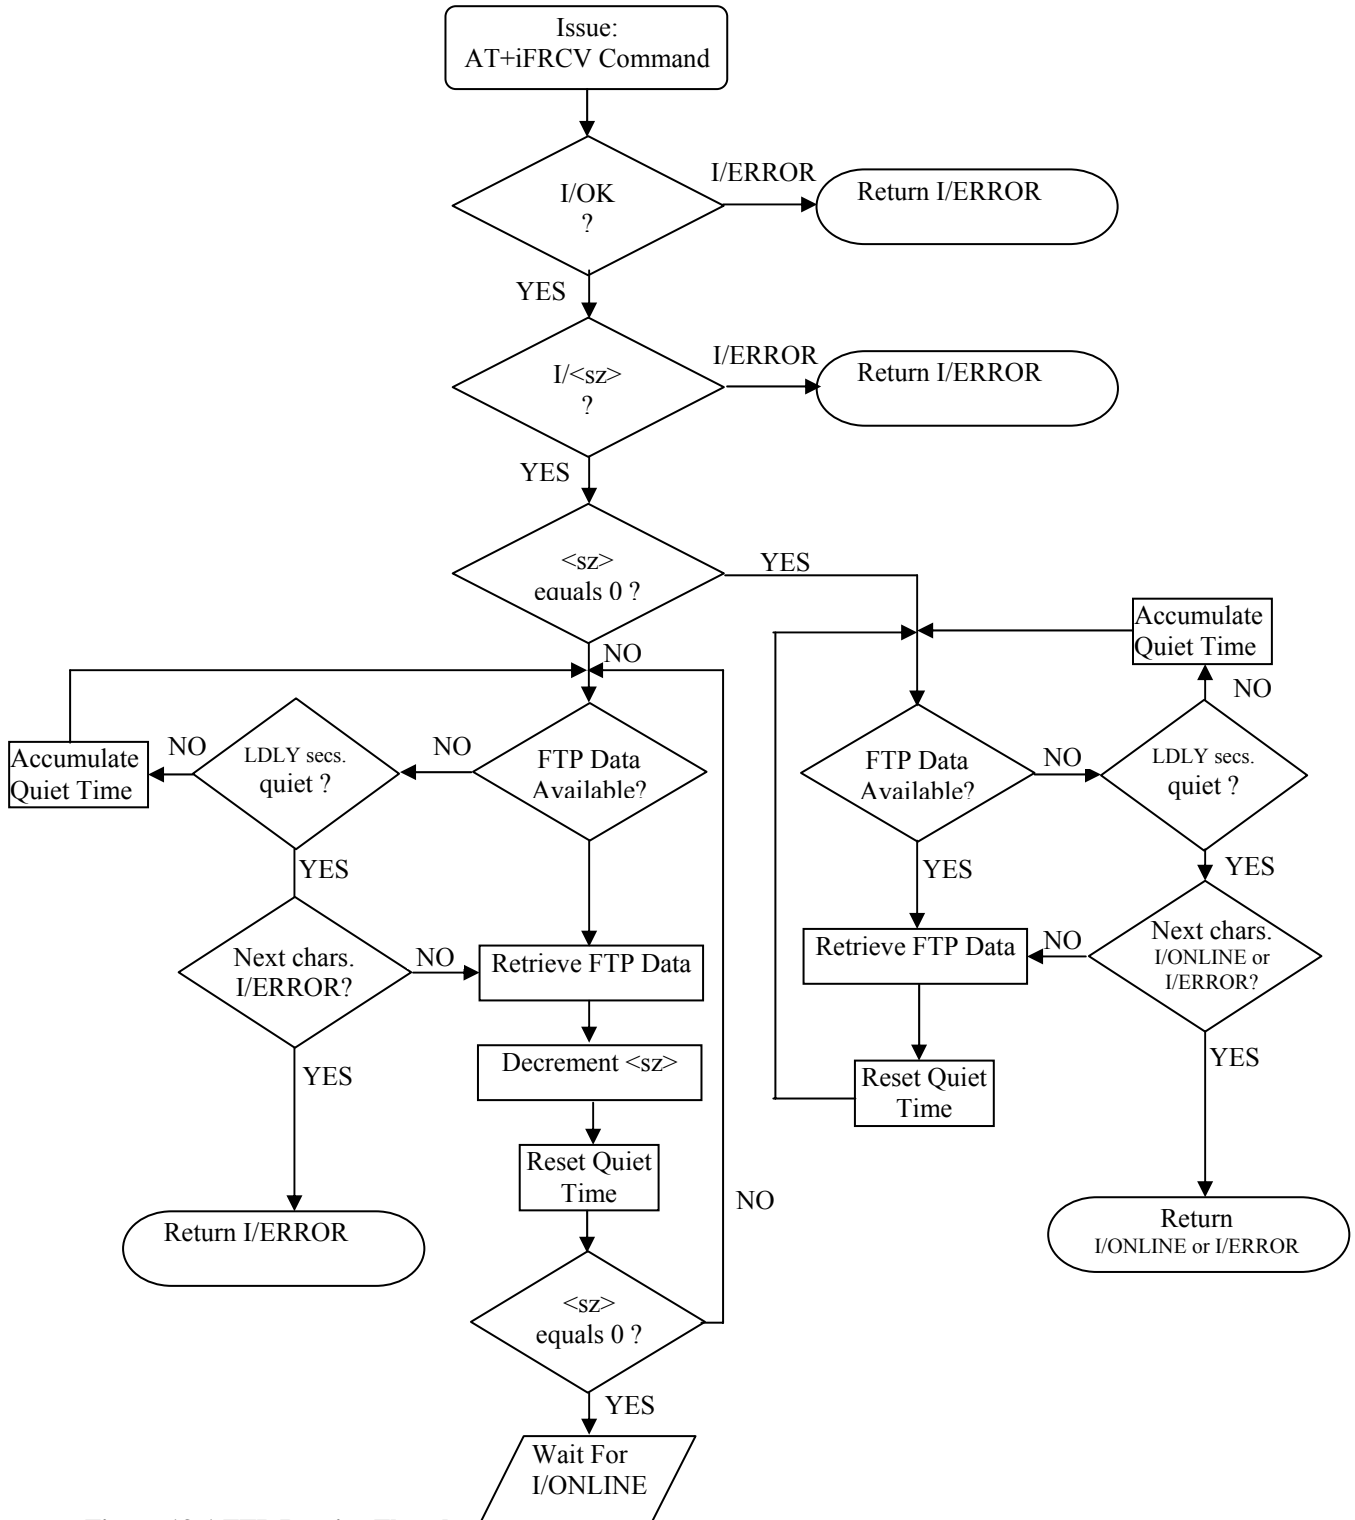 Issue:
AT+iFRCV Command
I/OK
?
I/ERROR
Return I/ERROR
YES
I/<sz>
?
I/ERROR
Return I/ERROR
YES
<sz>
equals 0 ?
YES
NO
Accumulate
Quiet Time
NO
LDLY secs.
quiet ?
NO
FTP Data
Available?
YES
Next chars.
I/ERROR?
NO
Retrieve FTP Data
YES
Decrement <sz>
Reset Quiet
Time
Return I/ERROR
<sz>
equals 0 ?
NO
YES
Wait For
I/ONLINE
Accumulate
Quiet Time
NO
FTP Data
Available?
NO
LDLY secs.
quiet ?
YES
YES
Retrieve FTP Data
NO
Next chars.
I/ONLINE or
I/ERROR?
Reset Quiet
Time
YES
Return
I/ONLINE or I/ERROR